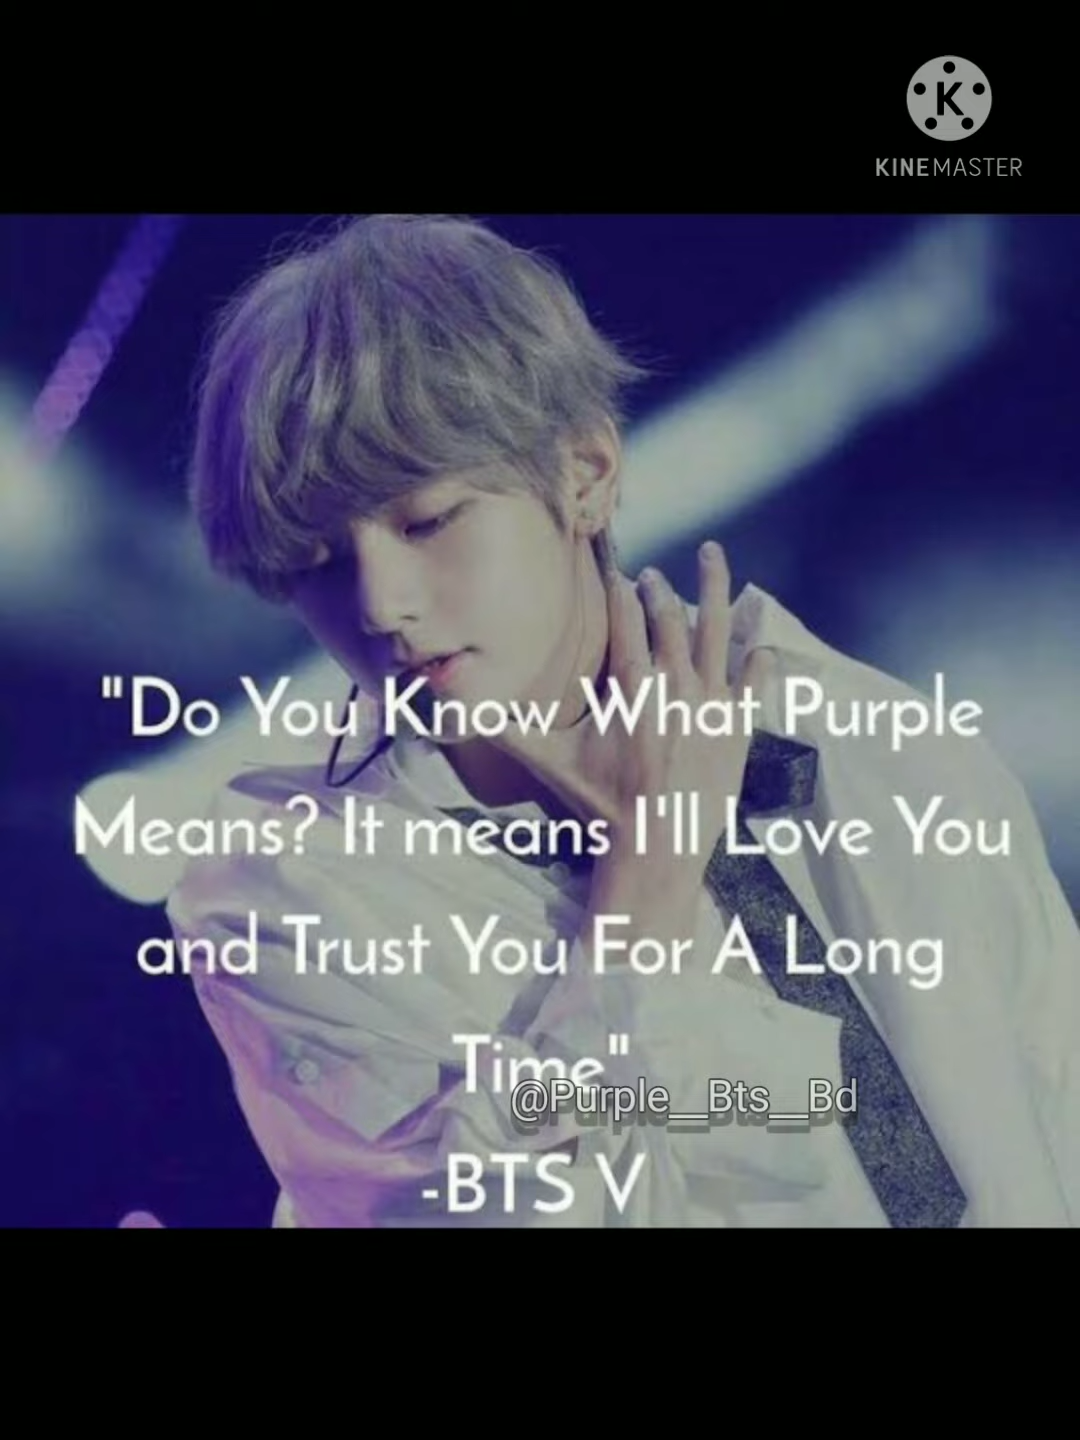 K
KINEMASTER
"Do You Know What Purple
Means? It means I'll Love You
and Trust You For A Long
Time"
@Purple__Bts__Bd
-BTS V